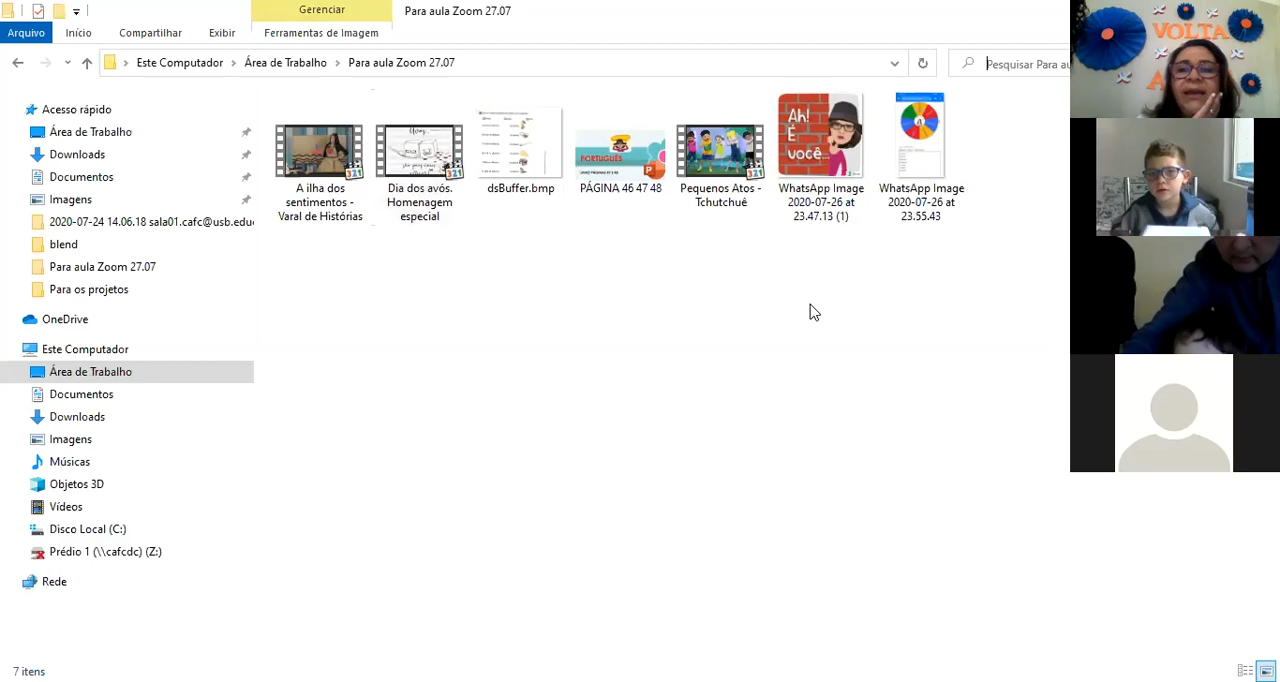 Gerenciar
Para aula Zoom 27.07
Arquivo
Início
Compartilhar
Exibir
Ferramentas de Imagem
Este Computador
Área de Trabalho
Para aula Zoom 27.07
Pesquisar Para au
Acesso rápido
Área de Trabalho
Downloads
Documentos
Imagens
2020-07-24 14.06.18 sala01.cafc@usb.educ
blend
Para aula Zoom 27.07
Para os projetos
OneDrive
Este Computador
Área de Trabalho
Documentos
Downloads
Imagens
Músicas
Objetos 3D
Vídeos
Disco Local (C:)
Prédio 1 (\\cafcdc) (Z:)
Rede
A ilha dos
sentimentos -
Varal de Histórias
Dia dos avós.
Homenagem
especial
dsBuffer.bmp
PORTUGUÊS
PÁGINA 46 47 48
Pequenos Atos -
Tchutchuê
Ah!
É
você...
WhatsApp Image
2020-07-26 at
23.47.13 (1)
WhatsApp Image
2020-07-26 at
23.55.43
VOLTA
7 itens